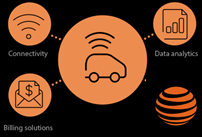 Connectivity
Data analytics
Billing solutions